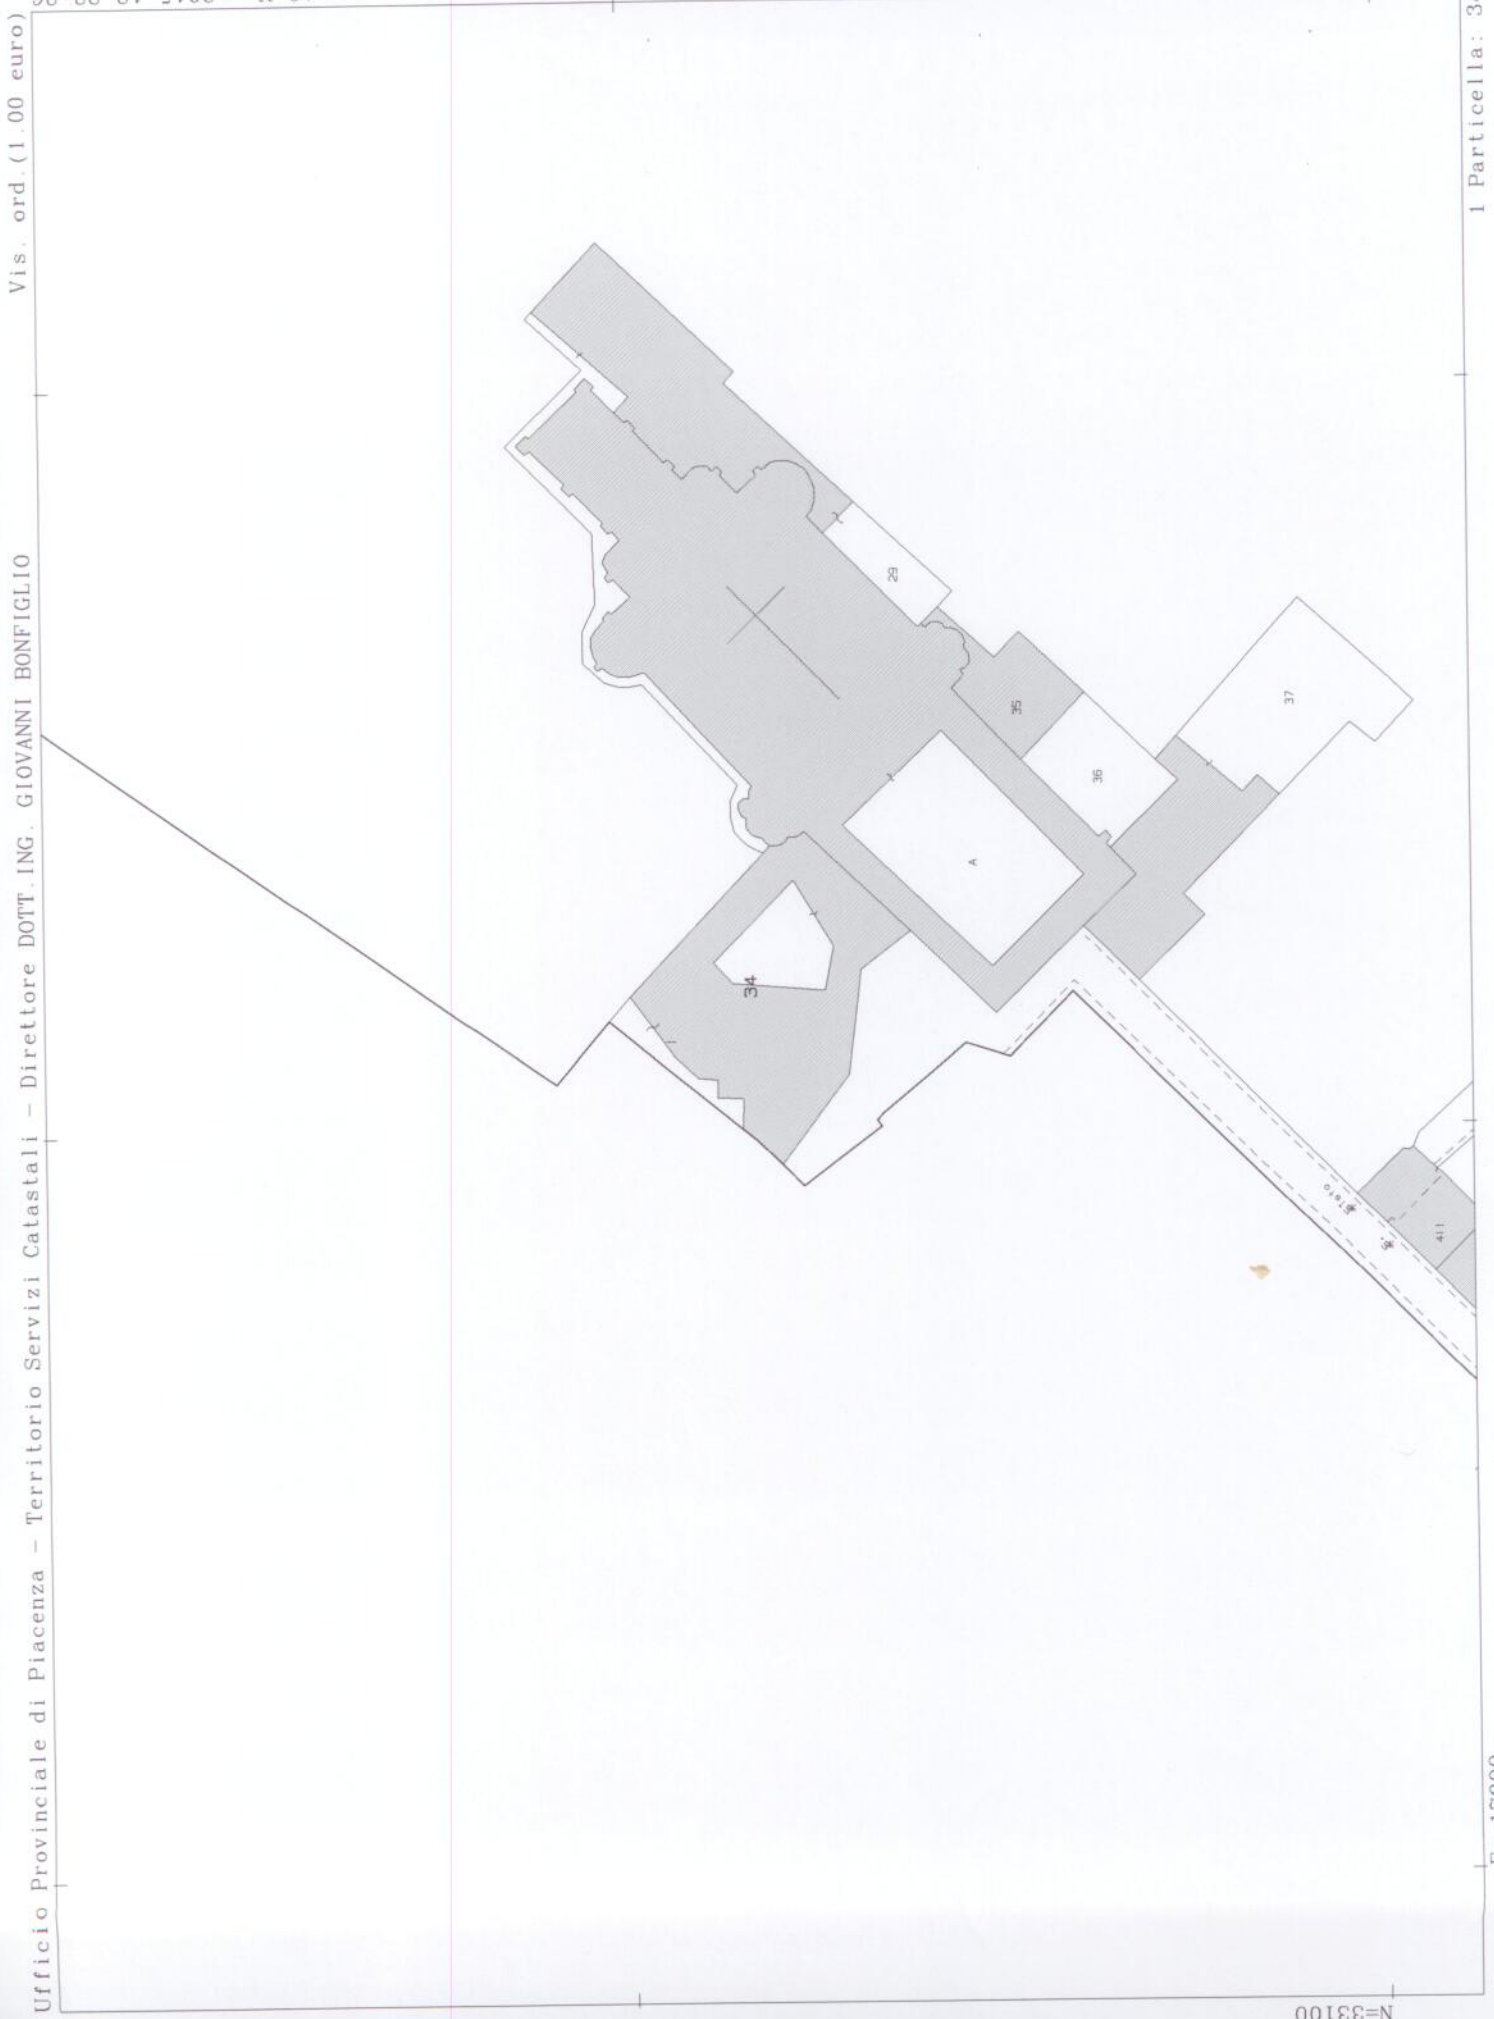 Ufficio Provinciale di Piacenza - Territorio Servizi Catastali - Direttore DOTT.ING. GIOVANNI BONFIGLIO
Vis. ord.(1.00 euro)
29
35
36
37
A
34
411
N=33100
1 Particella: 34